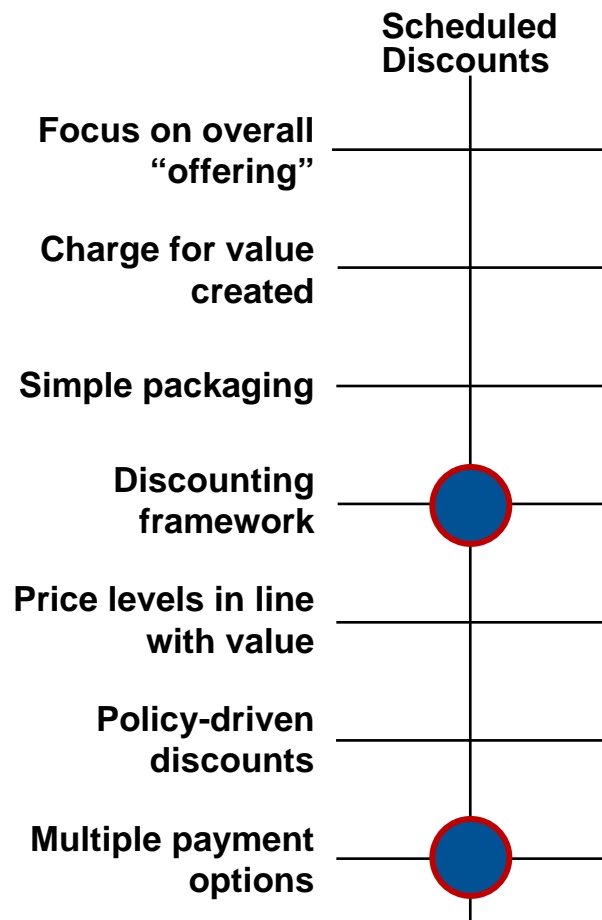 Scheduled
Discounts
Focus on overall
“offering”
Charge for value
created
Simple packaging
Discounting
framework
Price levels in line
with value
Policy-driven
discounts
Multiple payment
options